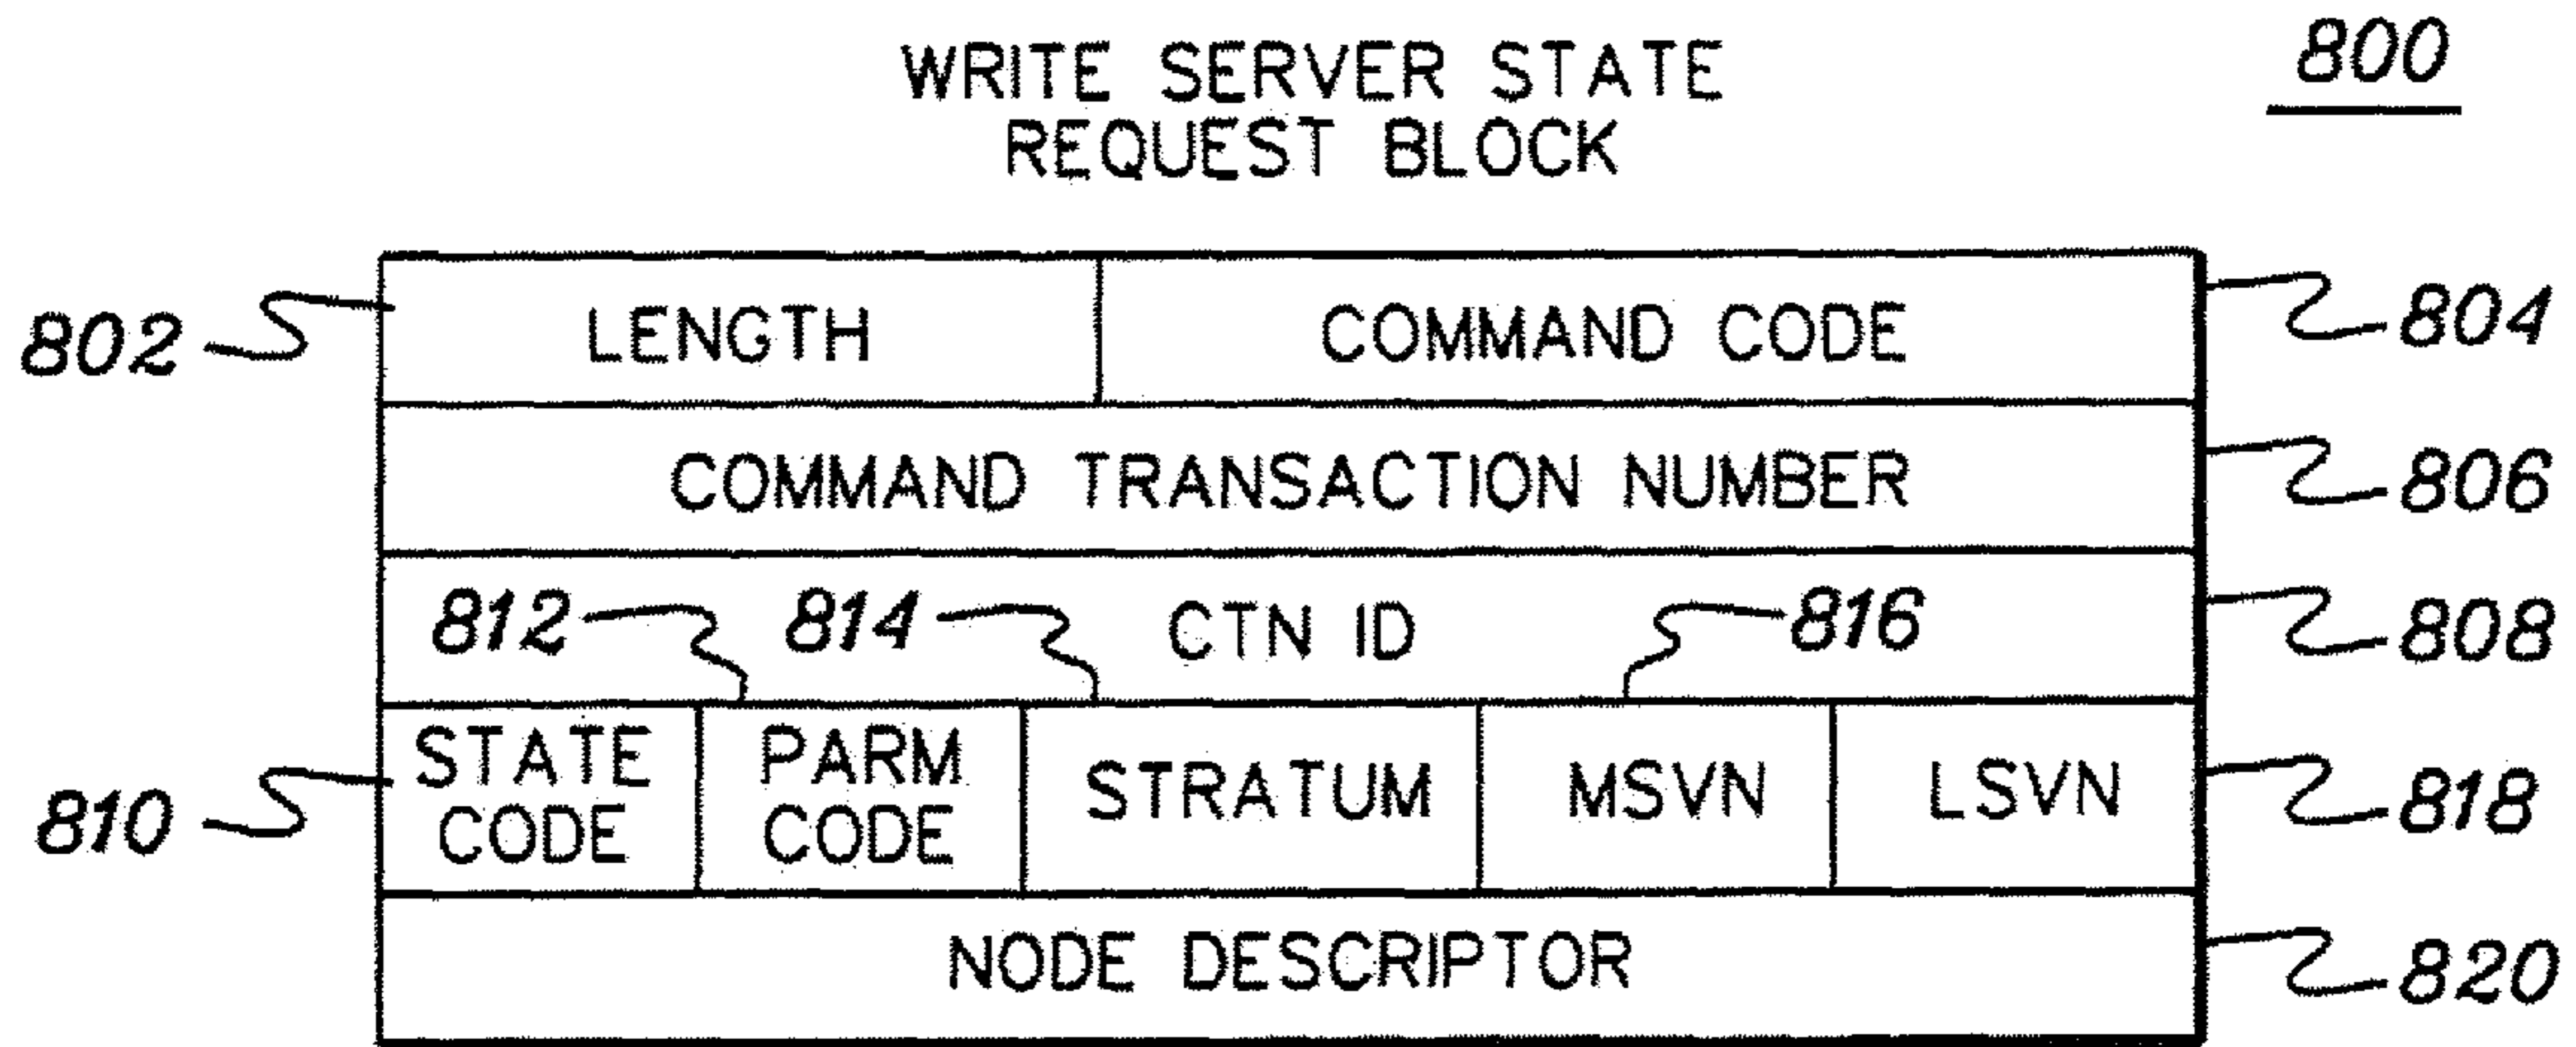 800
WRITE SERVER STATE
REQUEST BLOCK
802 LENGTH COMMAND CODE 804
COMMAND TRANSACTION NUMBER 806
812 814 CTN ID 816 808
810 STATE CODE PARM CODE STRATUM MSVN LSVN 818
NODE DESCRIPTOR 820